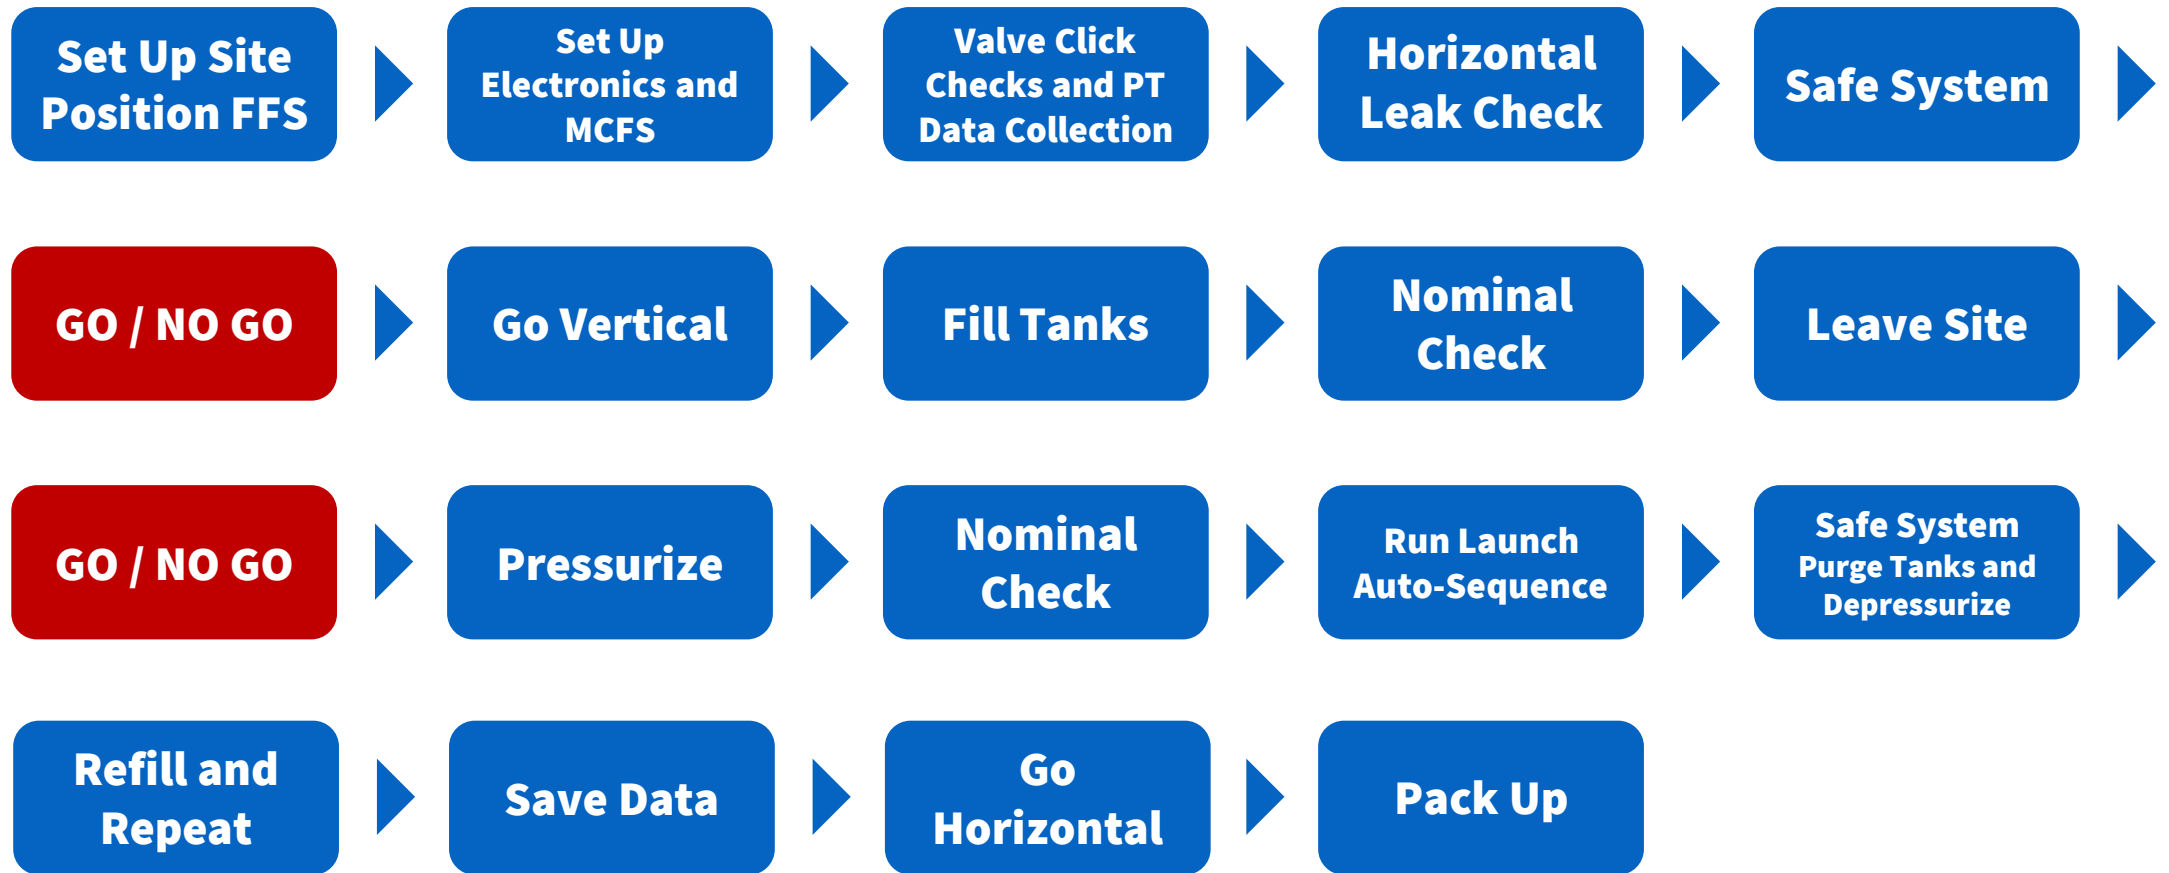 Set Up Site
Position FFS
Set Up
Electronics and
MCFS
Valve Click
Checks and PT
Data Collection
Horizontal
Leak Check
Safe System
GO / NO GO
Go Vertical
Fill Tanks
Nominal
Check
Leave Site
GO / NO GO
Pressurize
Nominal
Check
Run Launch
Auto-Sequence
Safe System
Purge Tanks and
Depressurize
Refill and
Repeat
Save Data
Go
Horizontal
Pack Up